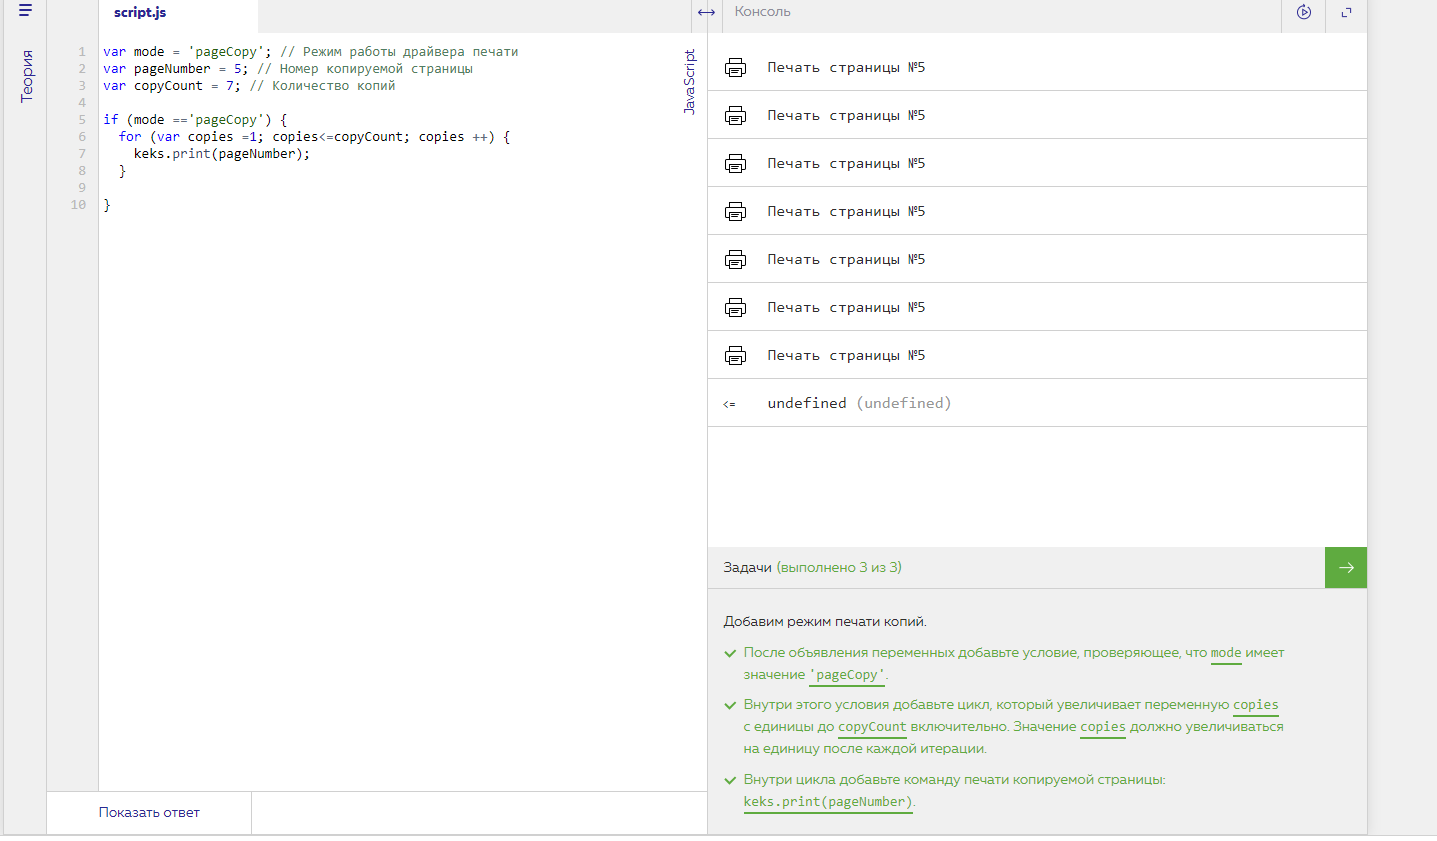 script.js
Консоль
Теория
JavaScript
1 var mode = 'pageCopy'; // Режим работы драйвера печати
2 var pageNumber = 5; // Номер копируемой страницы
3 var copyCount = 7; // Количество копий
4
5 if (mode =='pageCopy') {
6   for (var copies =1; copies<=copyCount; copies ++) {
7     keks.print(pageNumber);
8   }
9
10 }
Печать страницы №5
Печать страницы №5
Печать страницы №5
Печать страницы №5
Печать страницы №5
Печать страницы №5
Печать страницы №5
<= undefined (undefined)
Задачи (выполнено 3 из 3)
Добавим режим печати копий.
После объявления переменных добавьте условие, проверяющее, что mode имеет
значение 'pageCopy'.
Внутри этого условия добавьте цикл, который увеличивает переменную copies
с единицы до copyCount включительно. Значение copies должно увеличиваться
на единицу после каждой итерации.
Внутри цикла добавьте команду печати копируемой страницы:
keks.print(pageNumber).
Показать ответ